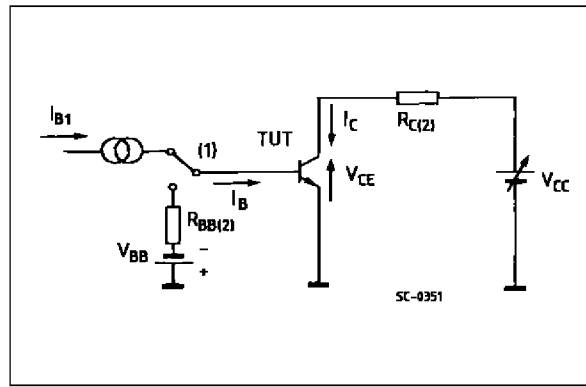 I_B1
(1)
TUT
I_C
R_C(2)
V_CE
V_CC
I_B
R_BB(2)
V_BB
−
+
SC-0351